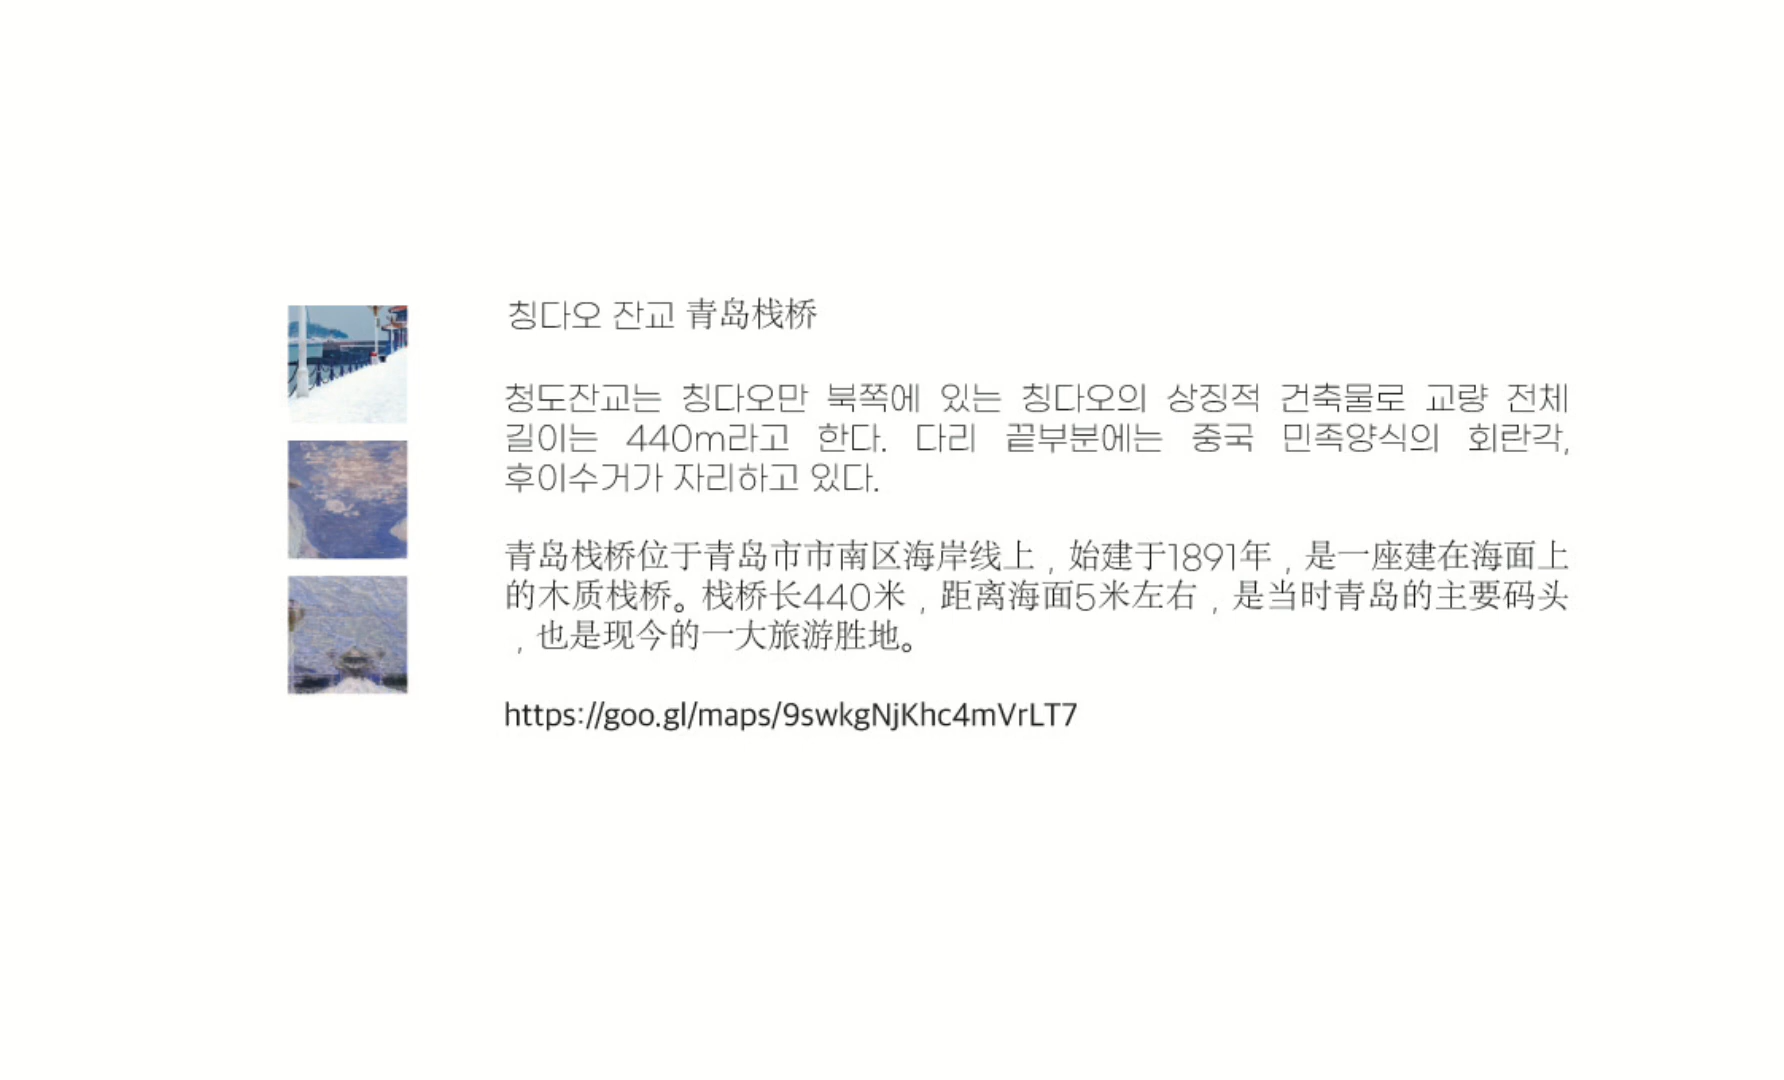 칭다오 잔교 青岛栈桥
청도잔교는 칭다오만 북쪽에 있는 칭다오의 상징적 건축물로 교량 전체
길이는 440m라고 한다. 다리 끝부분에는 중국 민족양식의 회란각,
후이수거가 자리하고 있다.
青岛栈桥位于青岛市市南区海岸线上，始建于1891年，是一座建在海面上
的木质栈桥。栈桥长440米，距离海面5米左右，是当时青岛的主要码头
，也是现今的一大旅游胜地。
https://goo.gl/maps/9swkgNjKhc4mVrLT7